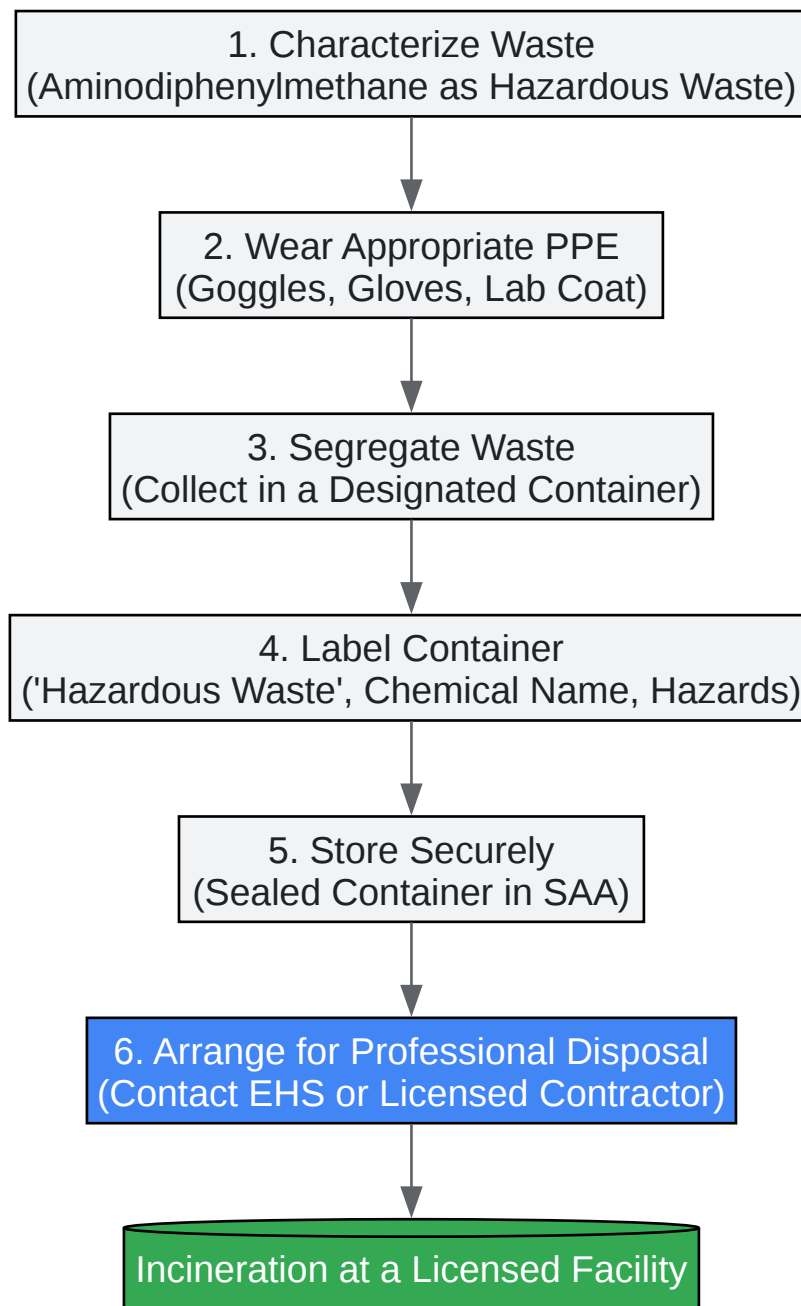 1. Characterize Waste
(Aminodiphenylmethane as Hazardous Waste)
2. Wear Appropriate PPE
(Goggles, Gloves, Lab Coat)
3. Segregate Waste
(Collect in a Designated Container)
4. Label Container
('Hazardous Waste', Chemical Name, Hazards)
5. Store Securely
(Sealed Container in SAA)
6. Arrange for Professional Disposal
(Contact EHS or Licensed Contractor)
Incineration at a Licensed Facility